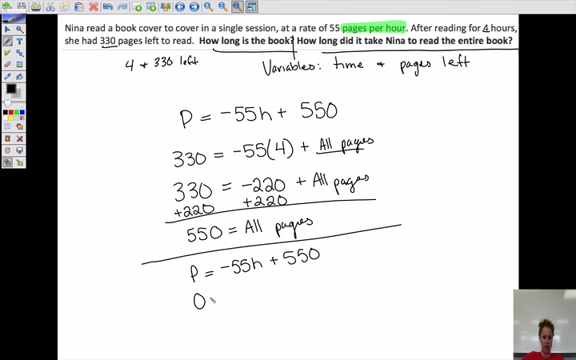 Nina read a book cover to cover in a single session, at a rate of 55 pages per hour. After reading for 4 hours,
she had 330 pages left to read. How long is the book? How long did it take Nina to read the entire book?
4 + 330 left
Variables: time + pages left
P = -55h + 550
330 = -55(4) + All pages
330 = -220 + All pages
+220 +220
550 = All pages
P = -55h + 550
0